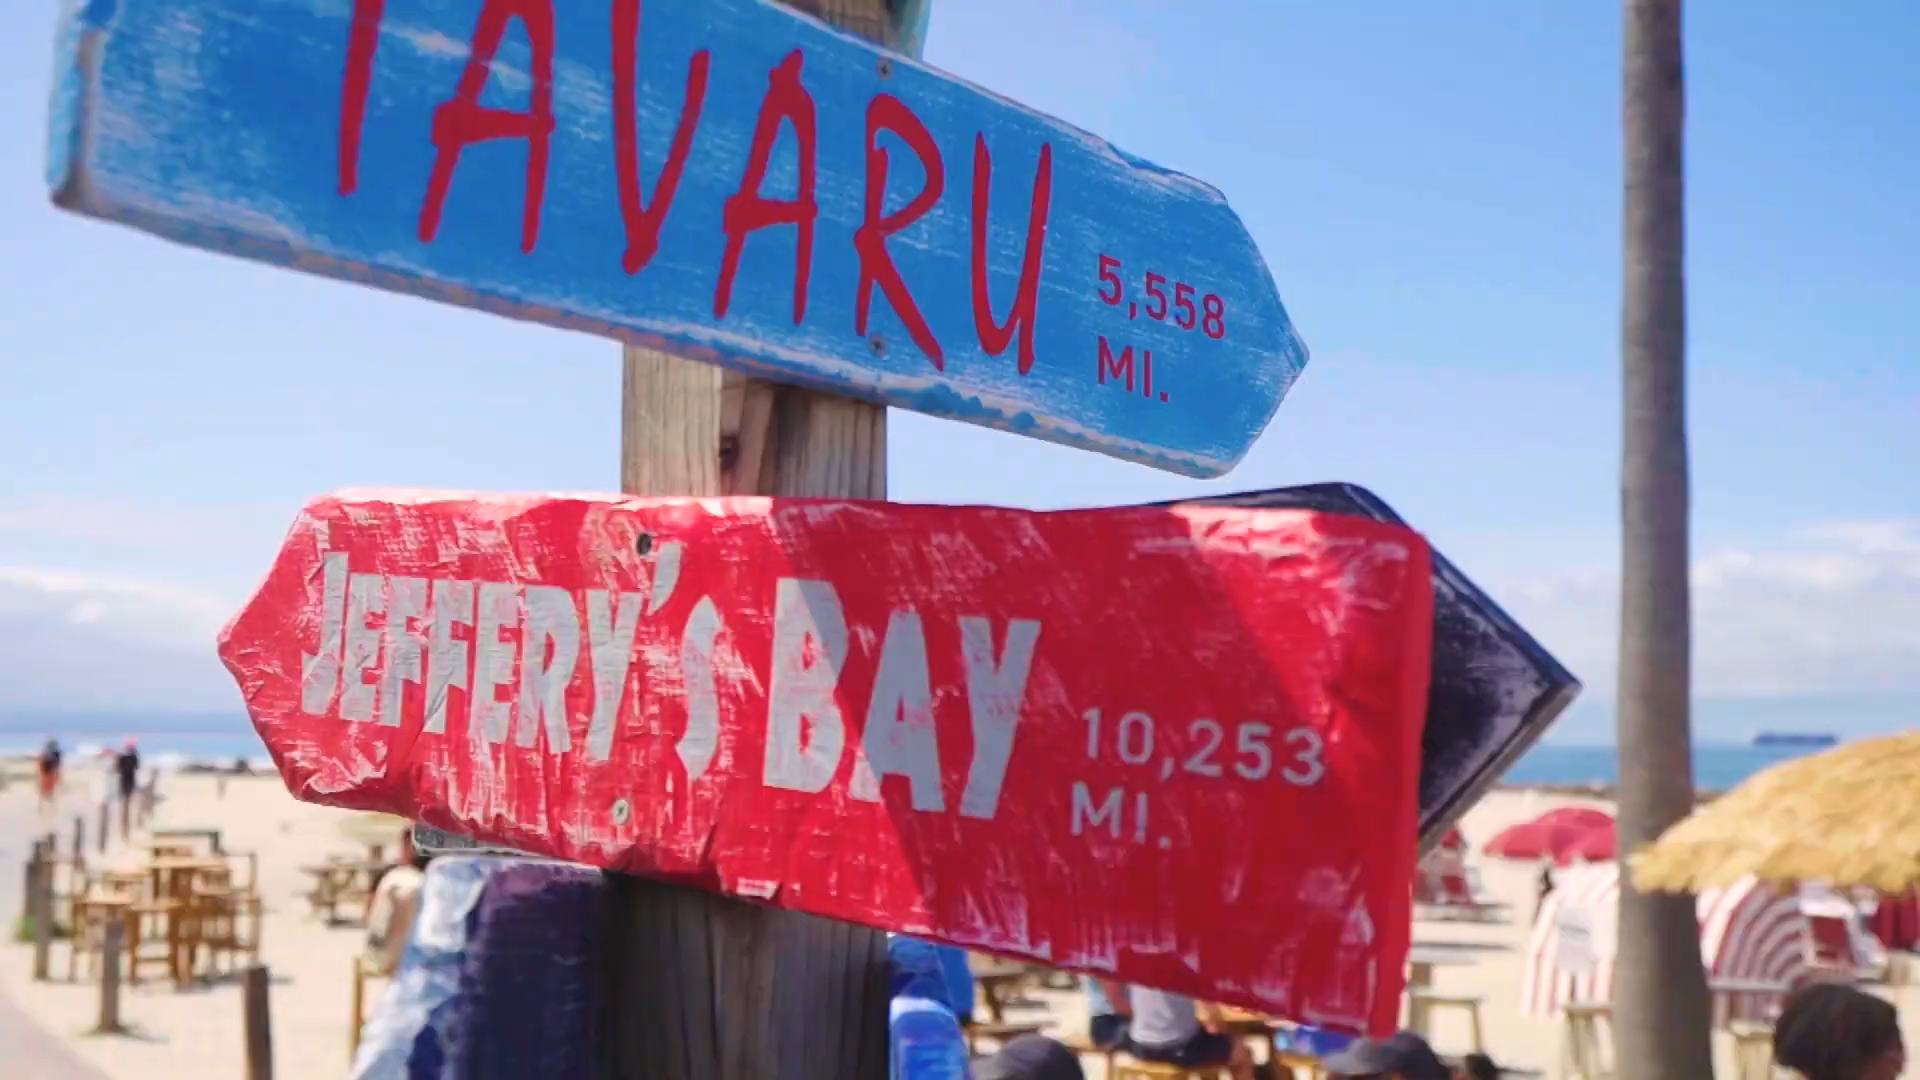 TAVARU
5,558
MI.
JEFFERY'S BAY
10,253
MI.